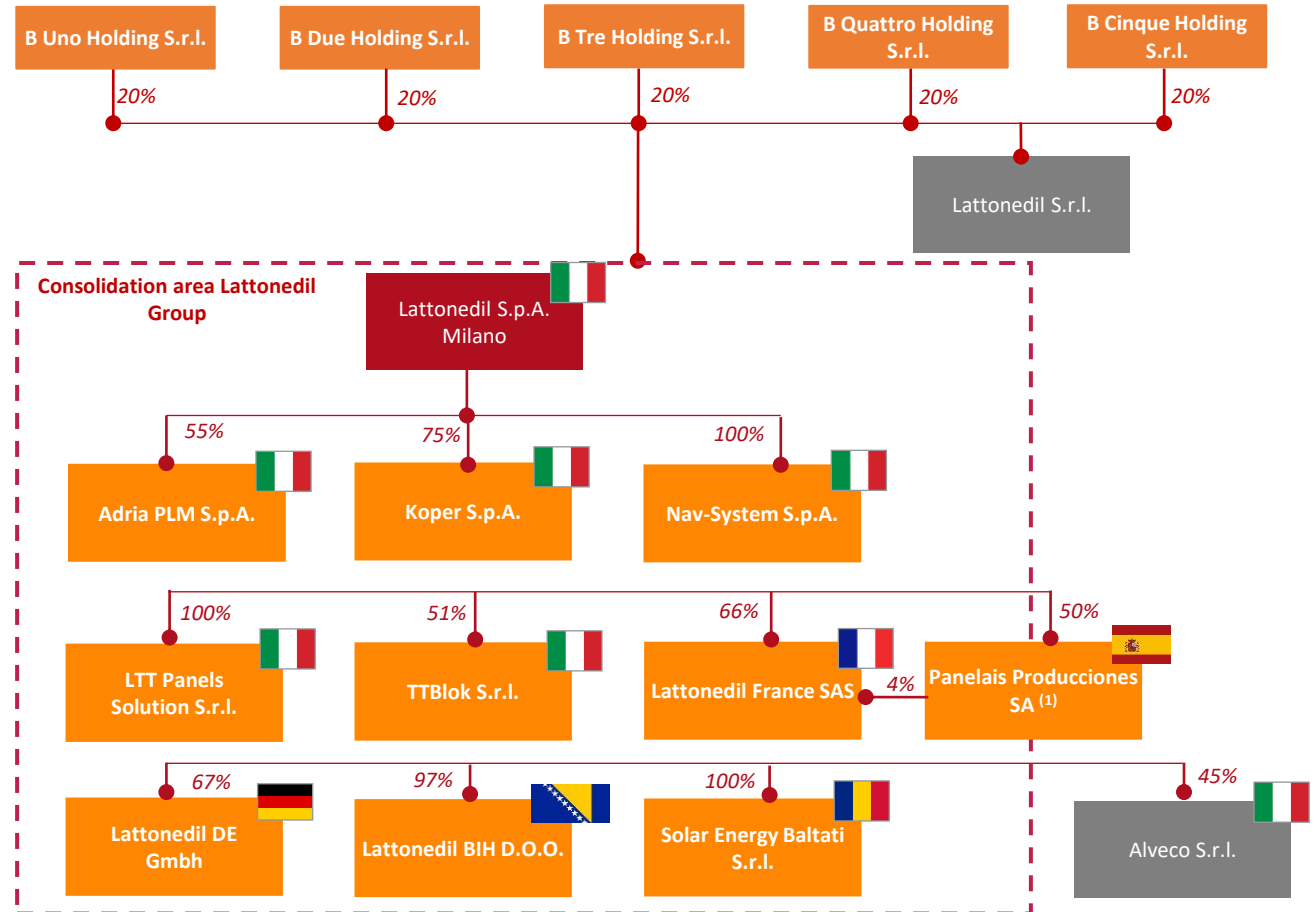 B Uno Holding S.r.l.
B Due Holding S.r.l.
B Tre Holding S.r.l.
B Quattro Holding
S.r.l.
B Cinque Holding
S.r.l.
20%
20%
20%
20%
20%
Lattonedil S.r.l.
Consolidation area Lattonedil
Group
Lattonedil S.p.A.
Milano
55%
75%
100%
Adria PLM S.p.A.
Koper S.p.A.
Nav-System S.p.A.
100%
51%
66%
50%
LTT Panels
Solution S.r.l.
TTBlok S.r.l.
Lattonedil France SAS
4%
Panelais Producciones
SA (1)
67%
97%
100%
45%
Lattonedil DE
Gmbh
Lattonedil BIH D.O.O.
Solar Energy Baltati
S.r.l.
Alveco S.r.l.